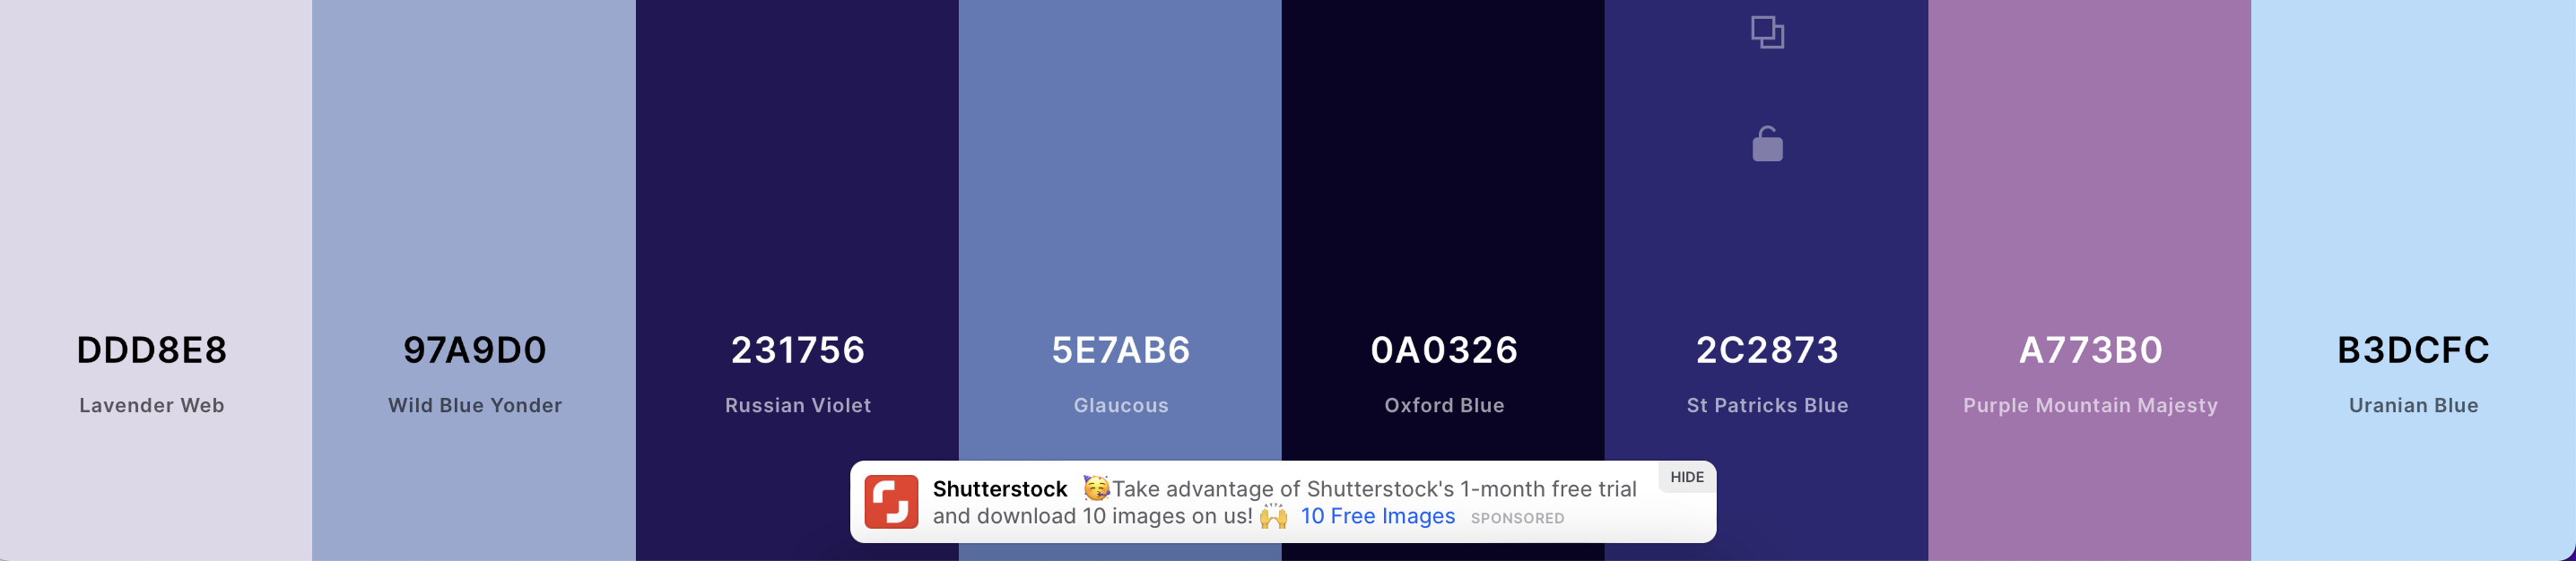 DDD8E8
Lavender Web
97A9D0
Wild Blue Yonder
231756
Russian Violet
5E7AB6
Glaucous
0A0326
Oxford Blue
2C2873
St Patricks Blue
A773B0
Purple Mountain Majesty
B3DCFC
Uranian Blue
Shutterstock 🥳Take advantage of Shutterstock's 1-month free trial
and download 10 images on us! 🙌 10 Free Images SPONSORED
HIDE